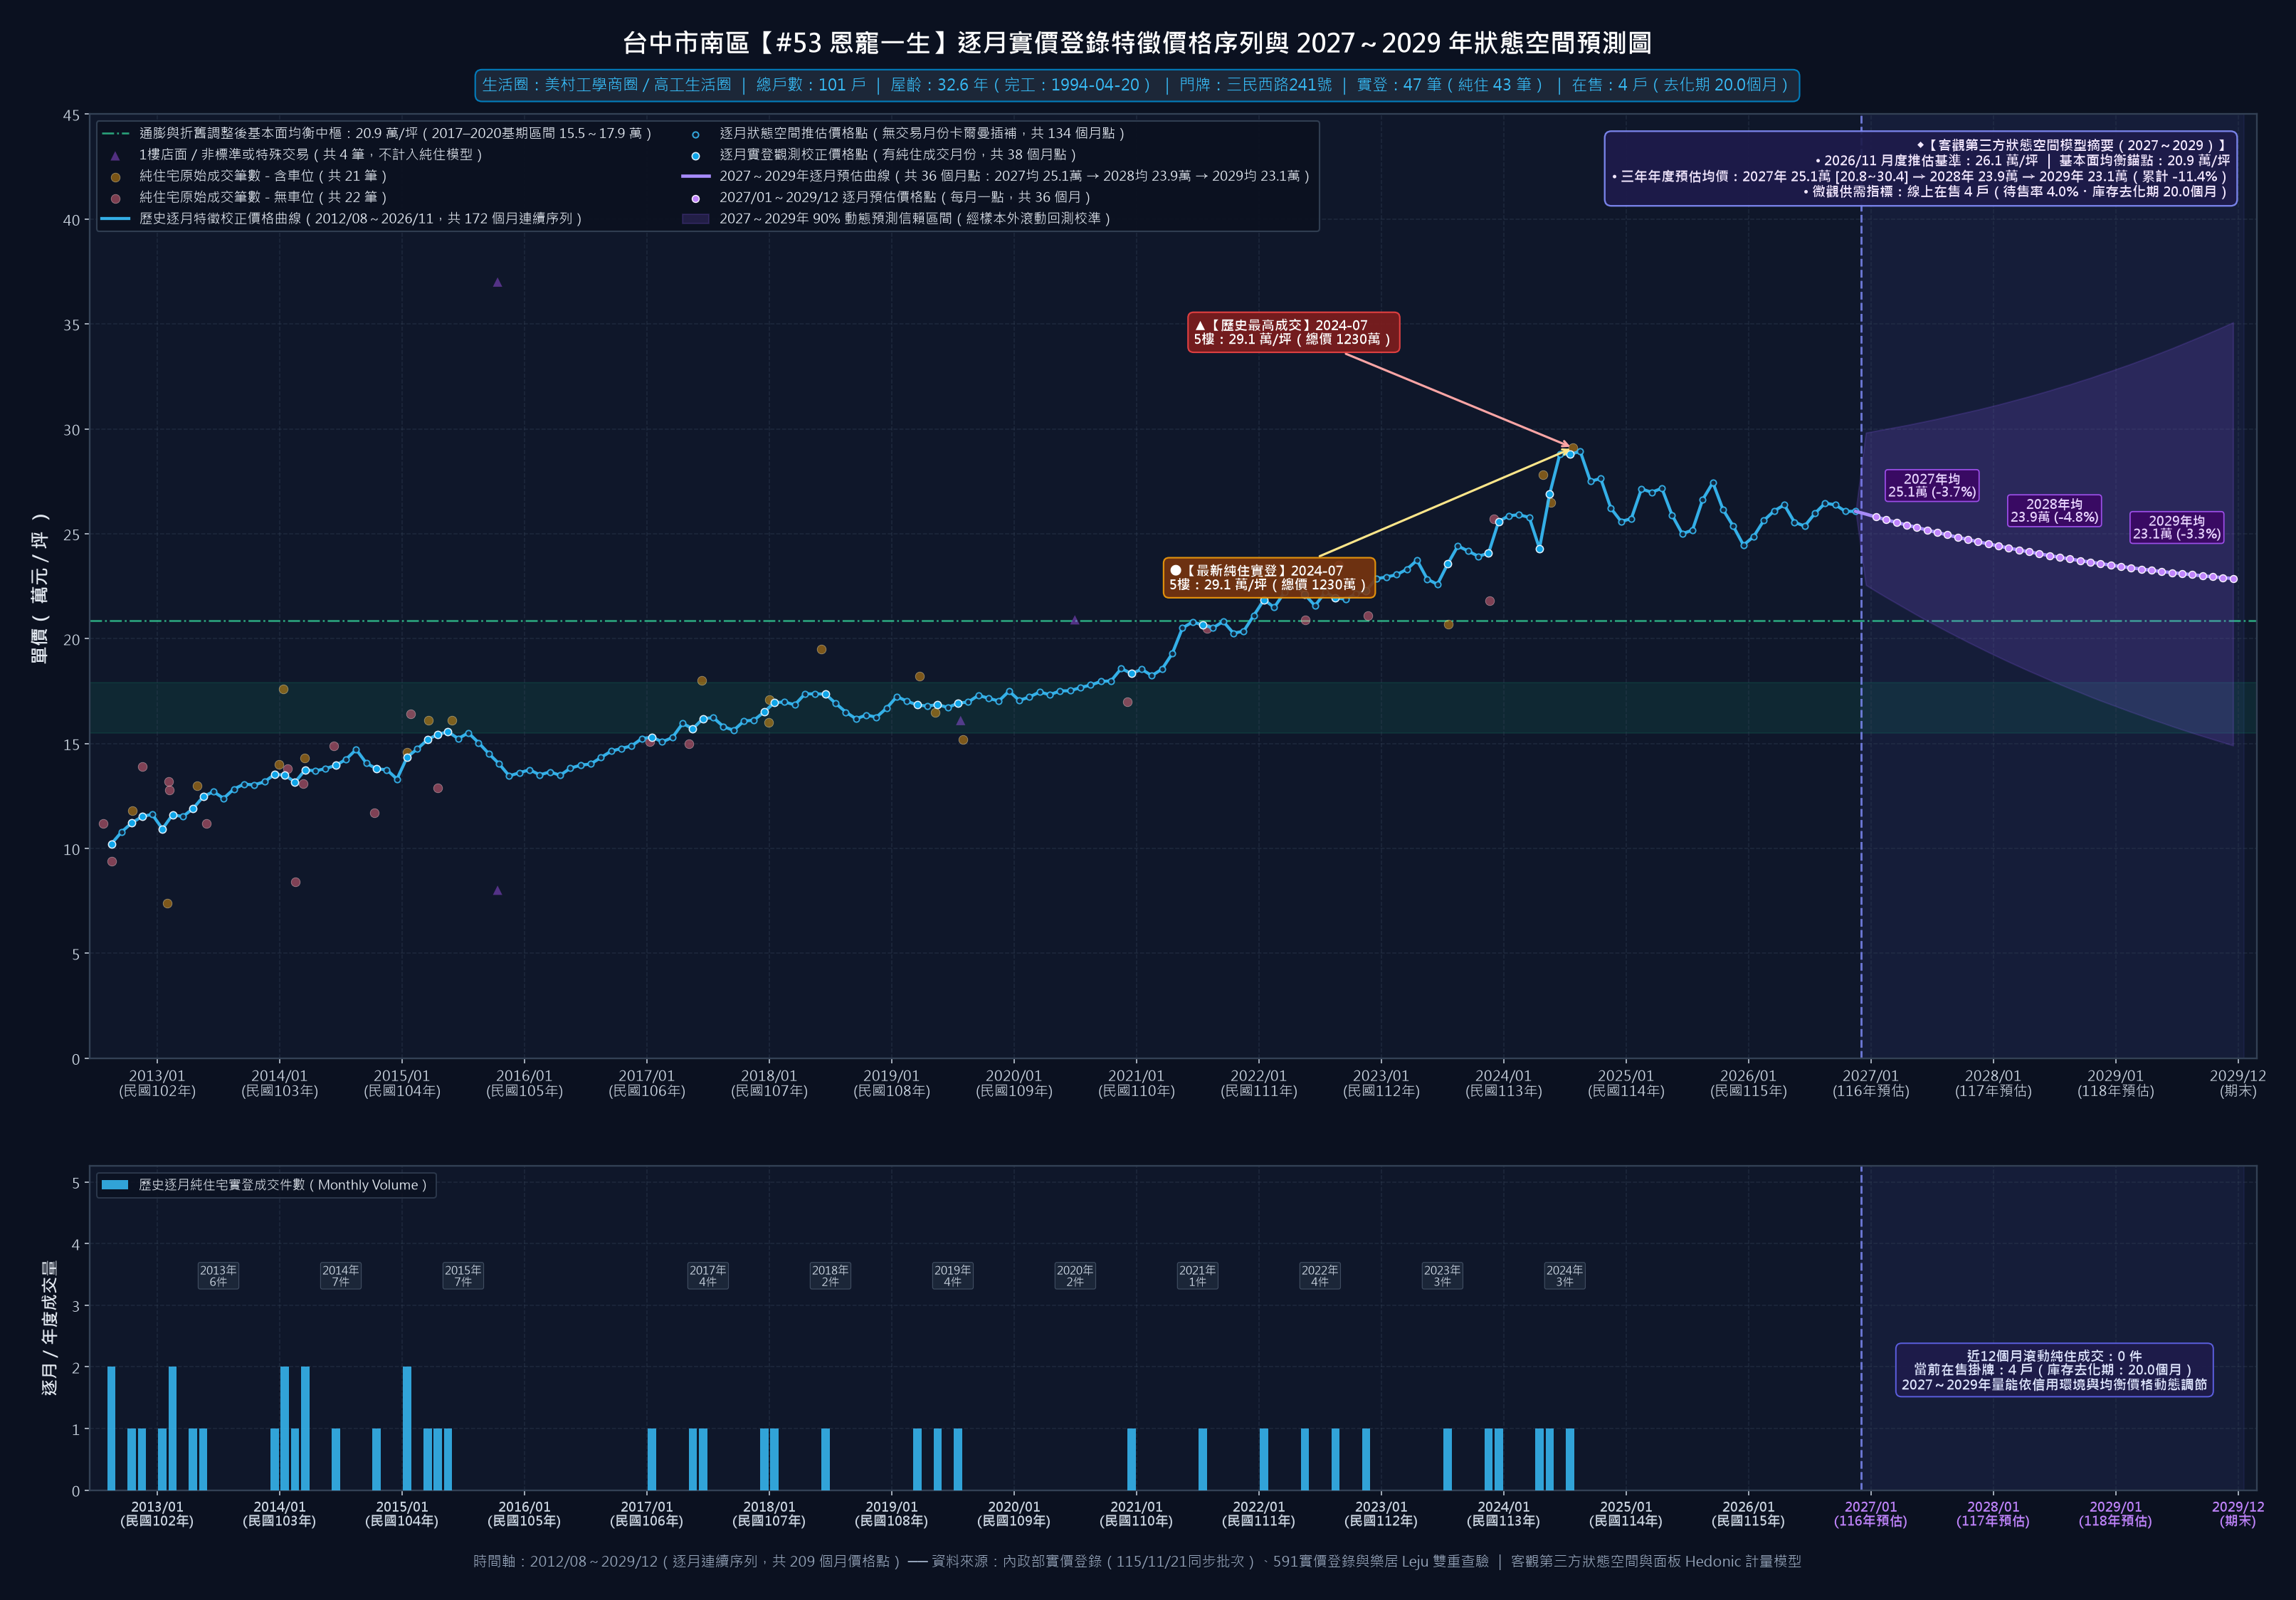 台中市南區【#53 恩寵一生】逐月實價登錄特徵價格序列與 2027～2029 年狀態空間預測圖
生活圈：美村工學商圈 / 高工生活圈 ｜ 總戶數：101 戶 ｜ 屋齡：32.6 年（完工：1994-04-20） ｜ 門牌：三民西路241號 ｜ 實登：47 筆（純住 43 筆） ｜ 在售：4 戶（去化期 20.0個月）
通膨與折舊調整後基本面均衡中樞：20.9 萬/坪（2017–2020基期區間 15.5～17.9 萬）
1樓店面 / 非標準或特殊交易（共 4 筆，不計入純住模型）
純住宅原始成交筆數 - 含車位（共 21 筆）
純住宅原始成交筆數 - 無車位（共 22 筆）
歷史逐月特徵校正價格曲線（2012/08～2026/11，共 172 個月連續序列）
逐月狀態空間推估價格點（無交易月份卡爾曼插補，共 134 個月點）
逐月實登觀測校正價格點（有純住成交月份，共 38 個月點）
2027～2029年逐月預估曲線（共 36 個月點：2027均 25.1萬 → 2028均 23.9萬 → 2029均 23.1萬）
2027/01～2029/12 逐月預估價格點（每月一點，共 36 個月）
2027～2029年 90% 動態預測信賴區間（經樣本外滾動回測校準）
◆【客觀第三方狀態空間模型摘要（2027～2029）】
• 2026/11 月度推估基準：26.1 萬/坪 ｜ 基本面均衡錨點：20.9 萬/坪
• 三年年度預估均價：2027年 25.1萬 [20.8~30.4] → 2028年 23.9萬 → 2029年 23.1萬（累計 -11.4%）
• 微觀供需指標：線上在售 4 戶（待售率 4.0%．庫存去化期 20.0個月）
單價（萬元/坪）
45
40
35
30
25
20
15
10
5
0
▲【歷史最高成交】2024-07
5樓：29.1 萬/坪（總價 1230萬）
●【最新純住實登】2024-07
5樓：29.1 萬/坪（總價 1230萬）
2027年均
25.1萬 (-3.7%)
2028年均
23.9萬 (-4.8%)
2029年均
23.1萬 (-3.3%)
2013/01 2014/01 2015/01 2016/01 2017/01 2018/01 2019/01 2020/01 2021/01 2022/01 2023/01 2024/01 2025/01 2026/01 2027/01 2028/01 2029/01 2029/12
(民國102年) (民國103年) (民國104年) (民國105年) (民國106年) (民國107年) (民國108年) (民國109年) (民國110年) (民國111年) (民國112年) (民國113年) (民國114年) (民國115年) (116年預估) (117年預估) (118年預估) (期末)
逐月 / 年度成交量
5
4
3
2
1
0
歷史逐月純住宅實登成交件數（Monthly Volume）
2013年
6件
2014年
7件
2015年
7件
2017年
4件
2018年
2件
2019年
4件
2020年
2件
2021年
1件
2022年
4件
2023年
3件
2024年
3件
近12個月滾動純住成交：0 件
當前在售掛牌：4 戶（庫存去化期：20.0個月）
2027～2029年量能依信用環境與均衡價格動態調節
2013/01 2014/01 2015/01 2016/01 2017/01 2018/01 2019/01 2020/01 2021/01 2022/01 2023/01 2024/01 2025/01 2026/01 2027/01 2028/01 2029/01 2029/12
(民國102年) (民國103年) (民國104年) (民國105年) (民國106年) (民國107年) (民國108年) (民國109年) (民國110年) (民國111年) (民國112年) (民國113年) (民國114年) (民國115年) (116年預估) (117年預估) (118年預估) (期末)
時間軸：2012/08～2029/12（逐月連續序列，共 209 個月價格點） ── 資料來源：內政部實價登錄（115/11/21同步批次）、591實價登錄與樂居 Leju 雙重查驗 ｜ 客觀第三方狀態空間與面板 Hedonic 計量模型